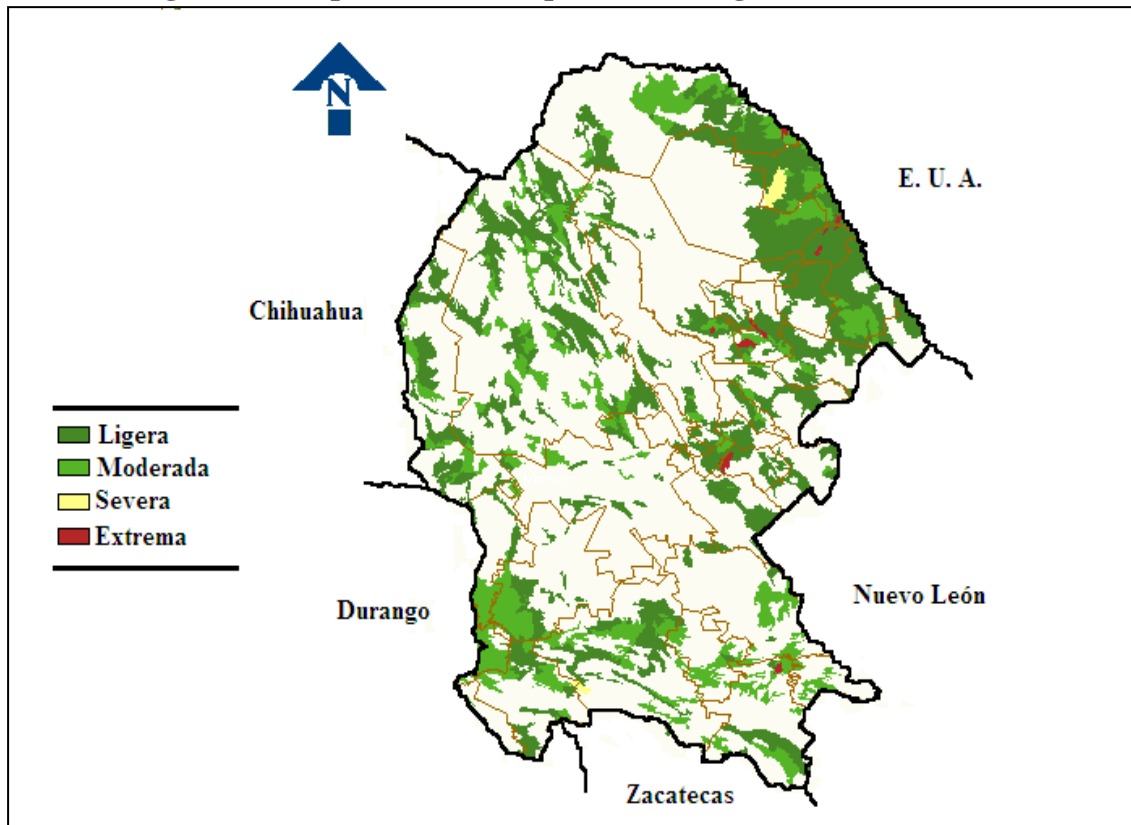 N
E. U. A.
Chihuahua
Ligera
Moderada
Severa
Extrema
Durango
Nuevo León
Zacatecas